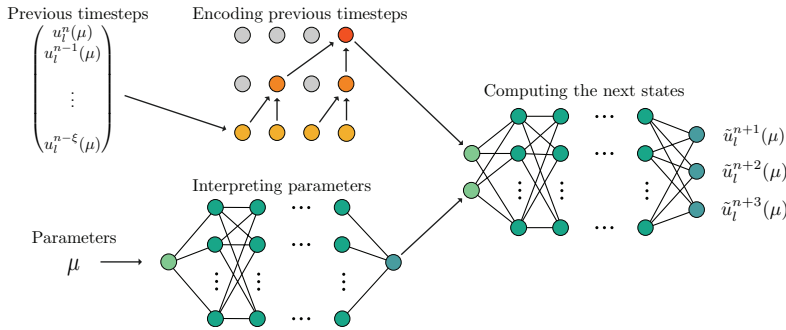 Previous timesteps
u_l^n(μ)
u_l^{n-1}(μ)
⋮
u_l^{n-ξ}(μ)
Encoding previous timesteps
Interpreting parameters
...
...
⋮ ⋮ ⋮
...
Parameters
μ
Computing the next states
...
...
⋮ ⋮ ⋮
...
ũ_l^{n+1}(μ)
ũ_l^{n+2}(μ)
ũ_l^{n+3}(μ)